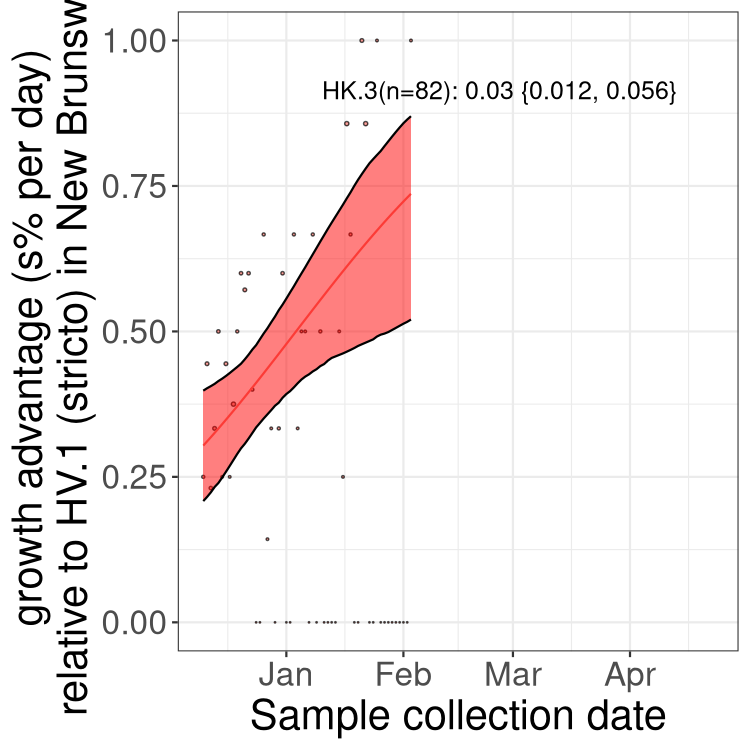 growth advantage (s% per day)
relative to HV.1 (stricto) in New Brunsw
1.00
0.75
0.50
0.25
0.00
HK.3(n=82): 0.03 {0.012, 0.056}
Jan Feb Mar Apr
Sample collection date